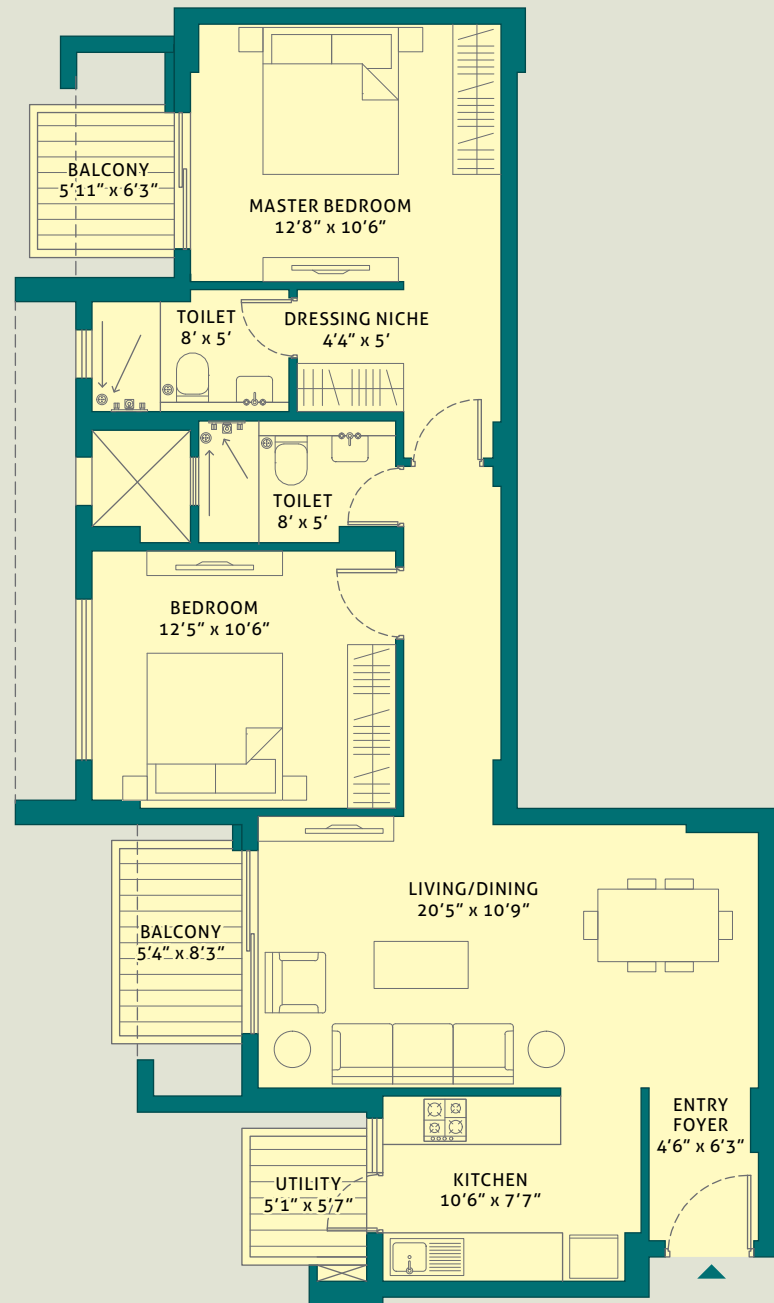 BALCONY
5'11" x 6'3"
MASTER BEDROOM
12'8" x 10'6"
TOILET
8' x 5'
DRESSING NICHE
4'4" x 5'
TOILET
8' x 5'
BEDROOM
12'5" x 10'6"
LIVING/DINING
20'5" x 10'9"
BALCONY
5'4" x 8'3"
ENTRY
FOYER
4'6" x 6'3"
UTILITY
5'1" x 5'7"
KITCHEN
10'6" x 7'7"